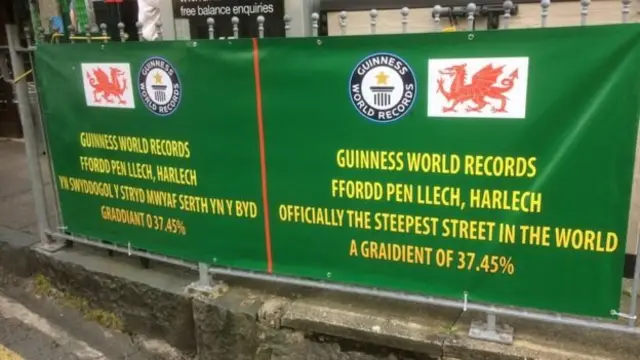 free balance enquiries
GUINNESS
WORLD
RECORDS
GUINNESS WORLD RECORDS
FFORDD PEN LLECH, HARLECH
YN SWYDDOGOL Y STRYD MWYAF SERTH YN Y BYD
GRADDIANT O 37.45%
GUINNESS
WORLD
RECORDS
GUINNESS WORLD RECORDS
FFORDD PEN LLECH, HARLECH
OFFICIALLY THE STEEPEST STREET IN THE WORLD
A GRAIDIENT OF 37.45%